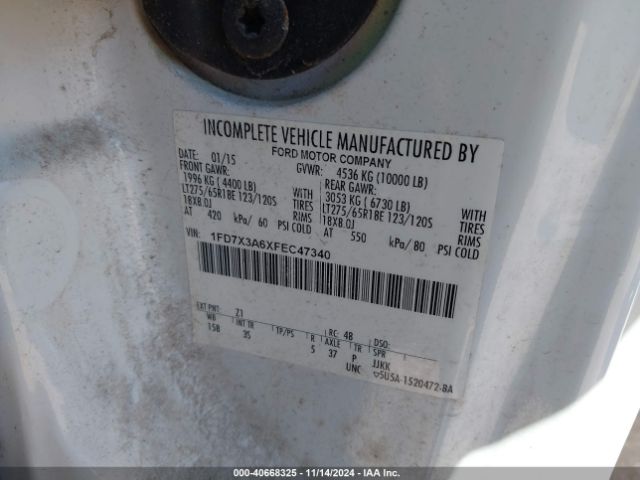 INCOMPLETE VEHICLE MANUFACTURED BY
FORD MOTOR COMPANY
DATE: 01/15 GVWR: 4536 KG (10000 LB)
FRONT GAWR: REAR GAWR:
1996 KG (4400 LB) WITH 3053 KG (6730 LB) WITH
LT275/65R18E 123/120S TIRES LT275/65R18E 123/120S TIRES
18X8.0J RIMS 18X8.0J RIMS
AT 420 kPa/ 60 PSI COLD AT 550 kPa/ 80 PSI COLD
VIN: 1FD7X3A6XFEC47340
EXT PNT: Z1 RC: 48 DSO:
WB INT TR TP/PS R AXLE TR SPR
158 35 5 37 P JJKK
UNC ♡5USA-1520472-BA
000-40668325 | 11/14/2024 | IAA Inc.